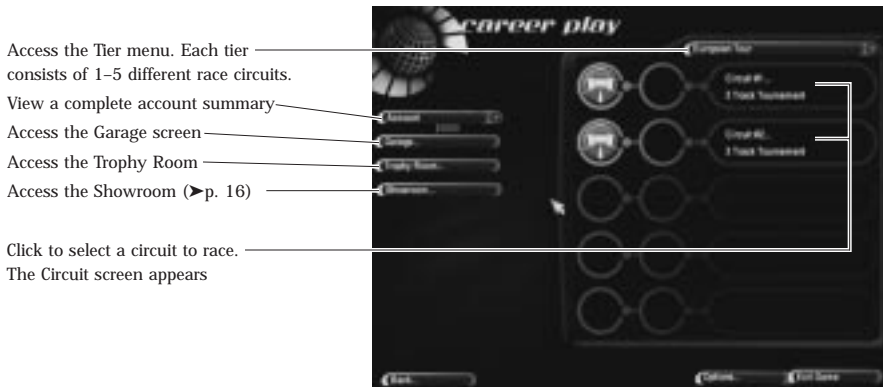 career play
Access the Tier menu. Each tier
consists of 1–5 different race circuits.
European Tour
View a complete account summary
Account
Access the Garage screen
Garage...
Access the Trophy Room
Trophy Room...
Access the Showroom (➤p. 16)
Showroom...
Click to select a circuit to race.
The Circuit screen appears
Circuit #1...
3 Track Tournament
Circuit #2...
3 Track Tournament
Back...
Options...
Exit Game